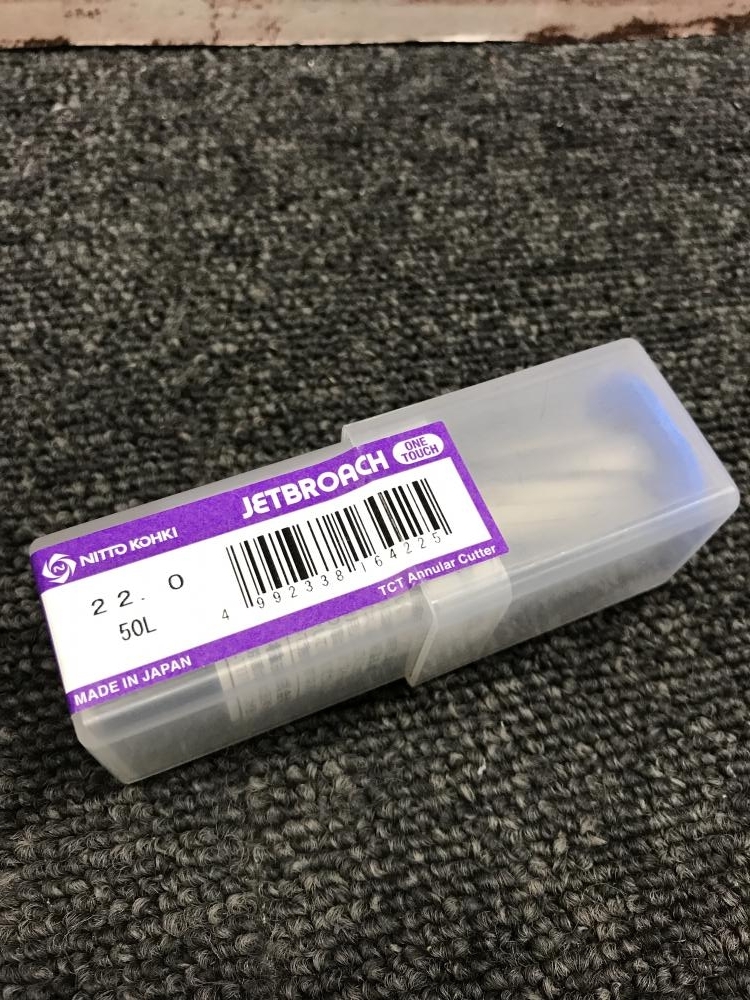 JETBROACH
ONE
TOUCH
NITTO KOHKI
22.0
50L
4 992338 164225
TCT Annular Cutter
MADE IN JAPAN